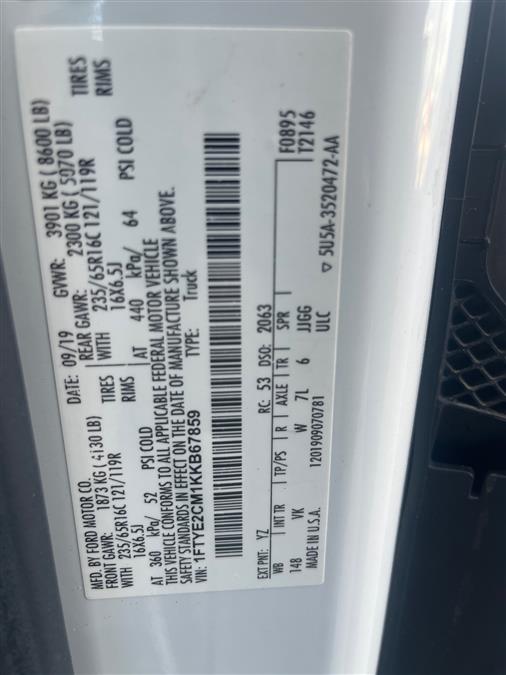 MFD. BY FORD MOTOR CO.
DATE: 09/19 GVWR: 3901 KG ( 8600 LB)
FRONT GAWR: 1873 KG ( 4130 LB) REAR GAWR: 2300 KG ( 5070 LB)
WITH 235/65R16C 121/119R TIRES WITH 235/65R16C 121/119R TIRES
16X6.5J RIMS 16X6.5J RIMS
AT 360 kPa/ 52 PSI COLD AT 440 kPa/ 64 PSI COLD
THIS VEHICLE CONFORMS TO ALL APPLICABLE FEDERAL MOTOR VEHICLE
SAFETY STANDARDS IN EFFECT ON THE DATE OF MANUFACTURE SHOWN ABOVE.
VIN: 1FTYE2CM1KKB67859
TYPE: Truck
F0895
T2146
EXT PNT: YZ RC: 53 DSO: 2063
WB INT TR TP/PS R AXLE TR SPR
148 VK W 7L 6 JJGG
ULC
MADE IN U.S.A. 1201909070781
▽ 5U5A-3520472-AA